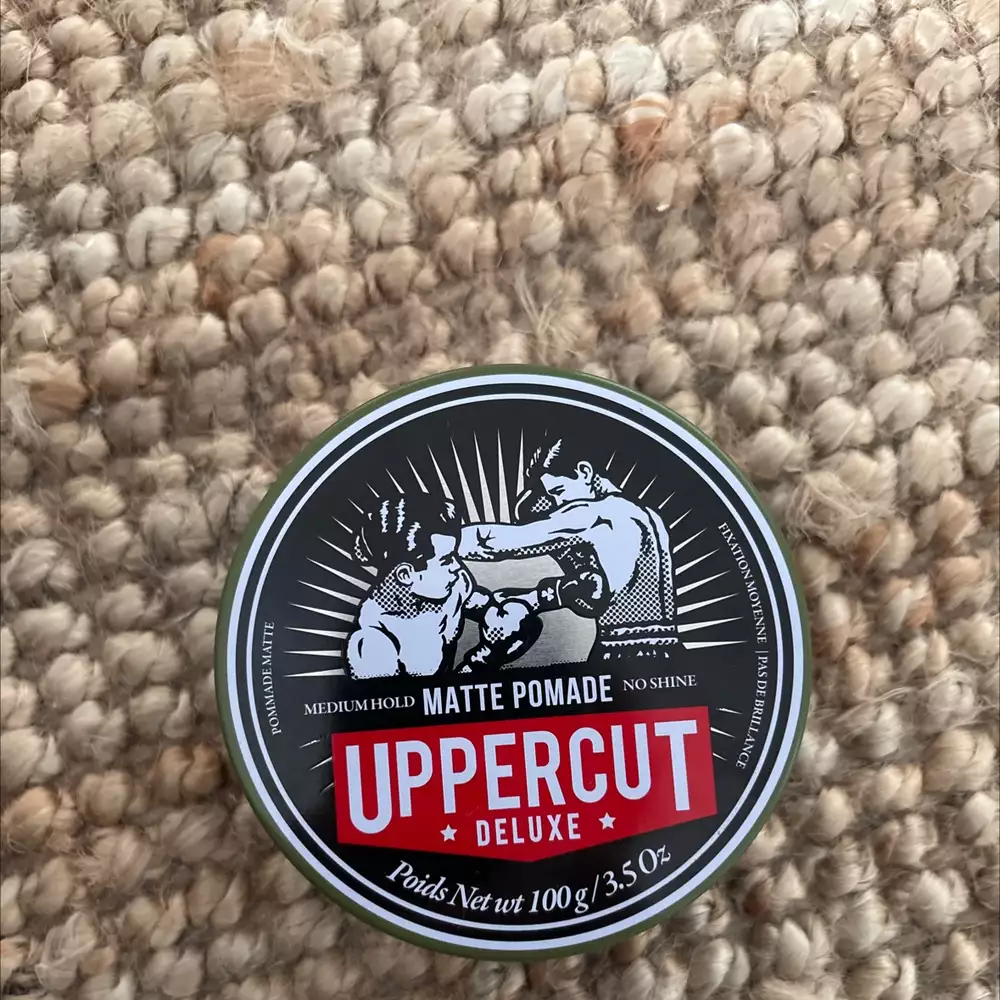 POMMADE MATTE
MEDIUM HOLD MATTE POMADE NO SHINE
FIXATION MOYENNE | PAS DE BRILLANCE
UPPERCUT
DELUXE
Poids Net wt 100 g / 3.5 Oz